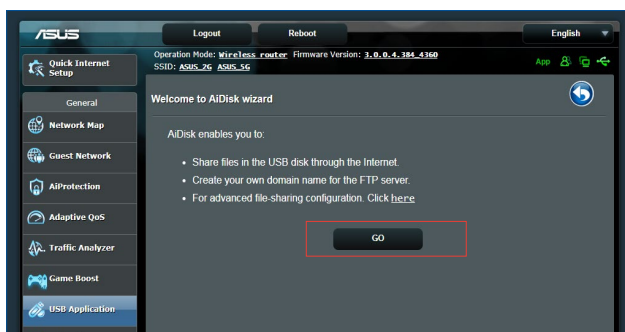 ASUS
Logout
Reboot
English
Operation Mode: Wireless router Firmware Version: 3.0.0.4.384_4360
SSID: ASUS_2G ASUS_5G
App
Quick Internet
Setup
General
Network Map
Guest Network
AiProtection
Adaptive QoS
Traffic Analyzer
Game Boost
USB Application
Welcome to AiDisk wizard
AiDisk enables you to:
• Share files in the USB disk through the Internet.
• Create your own domain name for the FTP server.
• For advanced file-sharing configuration. Click here
GO